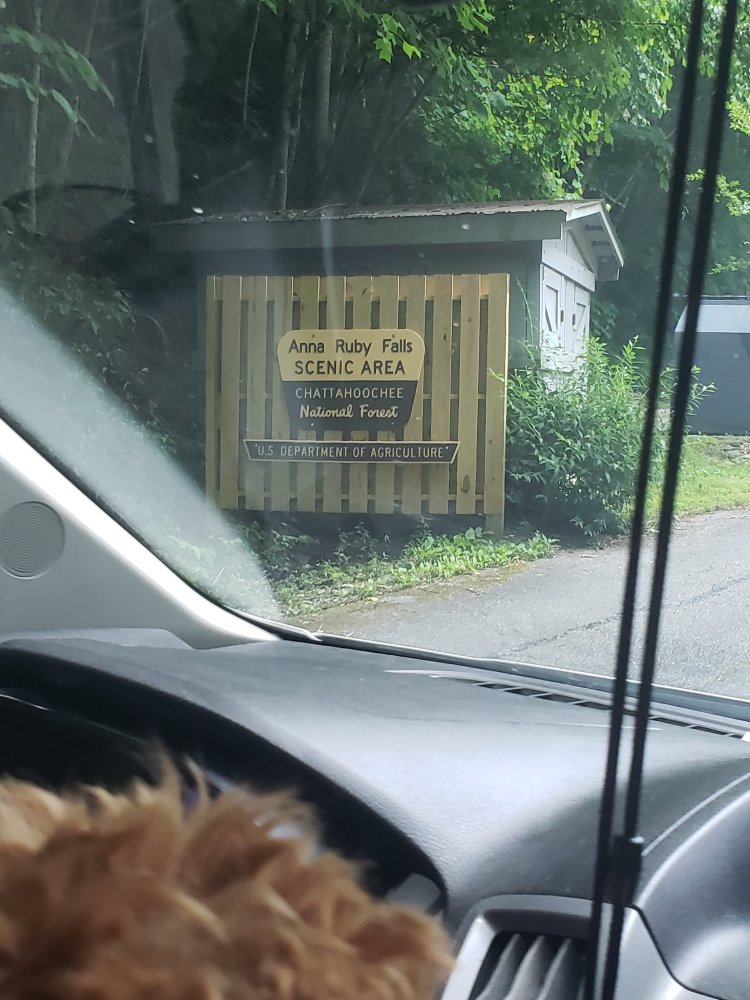 Anna Ruby Falls
SCENIC AREA
CHATTAHOOCHEE
National Forest
U.S. DEPARTMENT OF AGRICULTURE